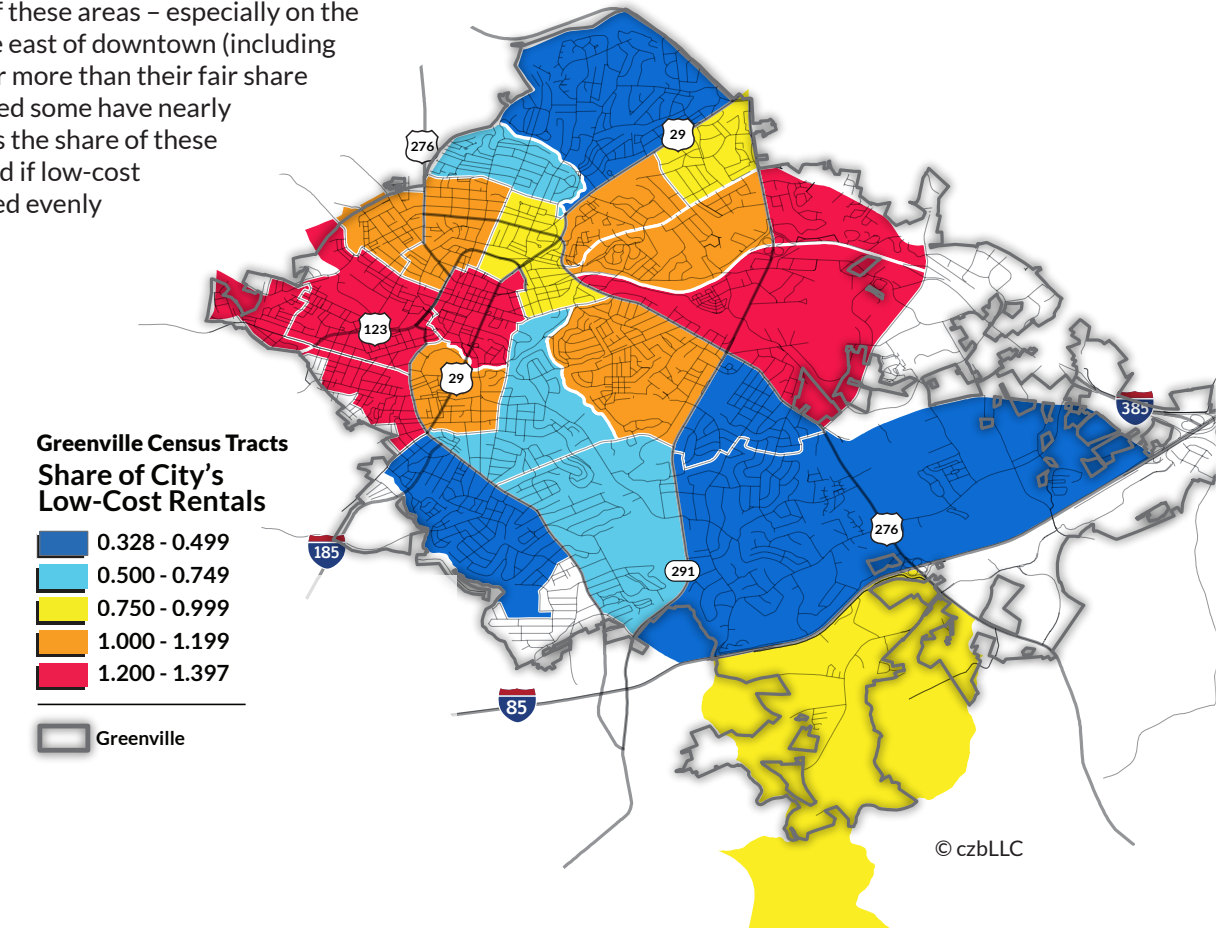 f these areas – especially on the
e east of downtown (including
r more than their fair share
ed some have nearly
s the share of these
d if low-cost
ed evenly
276
29
123
29
385
276
291
185
85
Greenville Census Tracts
Share of City’s
Low-Cost Rentals
0.328 - 0.499
0.500 - 0.749
0.750 - 0.999
1.000 - 1.199
1.200 - 1.397
Greenville
© czbLLC